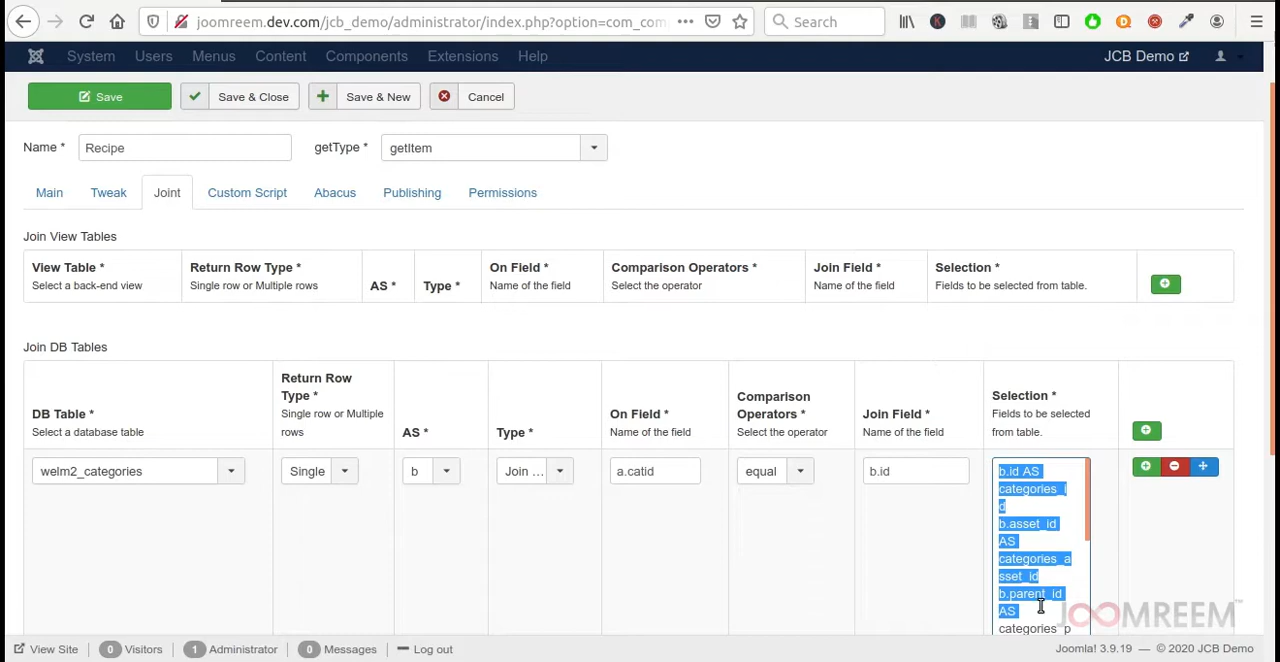 joomreem.dev.com/jcb_demo/administrator/index.php?option=com_com
Search
System Users Menus Content Components Extensions Help
JCB Demo
Save
Save & Close
Save & New
Cancel
Name * Recipe
getType * getItem
Main Tweak Joint Custom Script Abacus Publishing Permissions
Join View Tables
View Table * Return Row Type * AS * Type * On Field * Comparison Operators * Join Field * Selection *
Select a back-end view Single row or Multiple rows Name of the field Select the operator Name of the field Fields to be selected from table.
Join DB Tables
DB Table *
Select a database table
Return Row
Type *
Single row or Multiple
rows
AS *
Type *
On Field *
Name of the field
Comparison
Operators *
Select the operator
Join Field *
Name of the field
Selection *
Fields to be selected
from table.
welm2_categories Single b Join ... a.catid equal b.id
b.id AS
categories_i
d
b.asset_id
AS
categories_a
sset_id
b.parent_id
AS
categories_p
JOOMREEM™
View Site 0 Visitors 1 Administrator 0 Messages Log out
Joomla! 3.9.19 — © 2020 JCB Demo